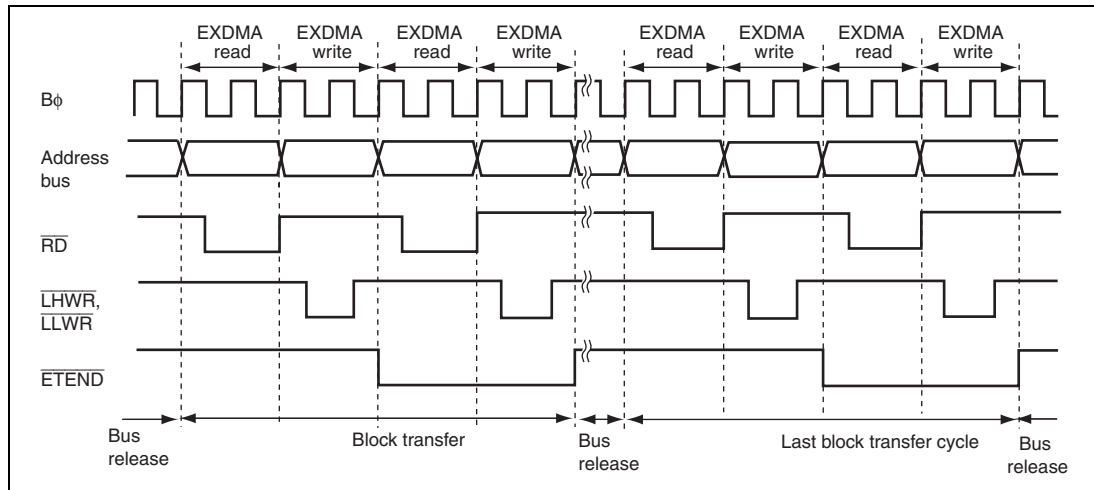 EXDMA EXDMA EXDMA EXDMA EXDMA EXDMA EXDMA EXDMA
read write read write read write read write
Bφ
Address
bus
RD
LHWR,
LLWR
ETEND
Bus
release
Block transfer
Bus
release
Last block transfer cycle
Bus
release